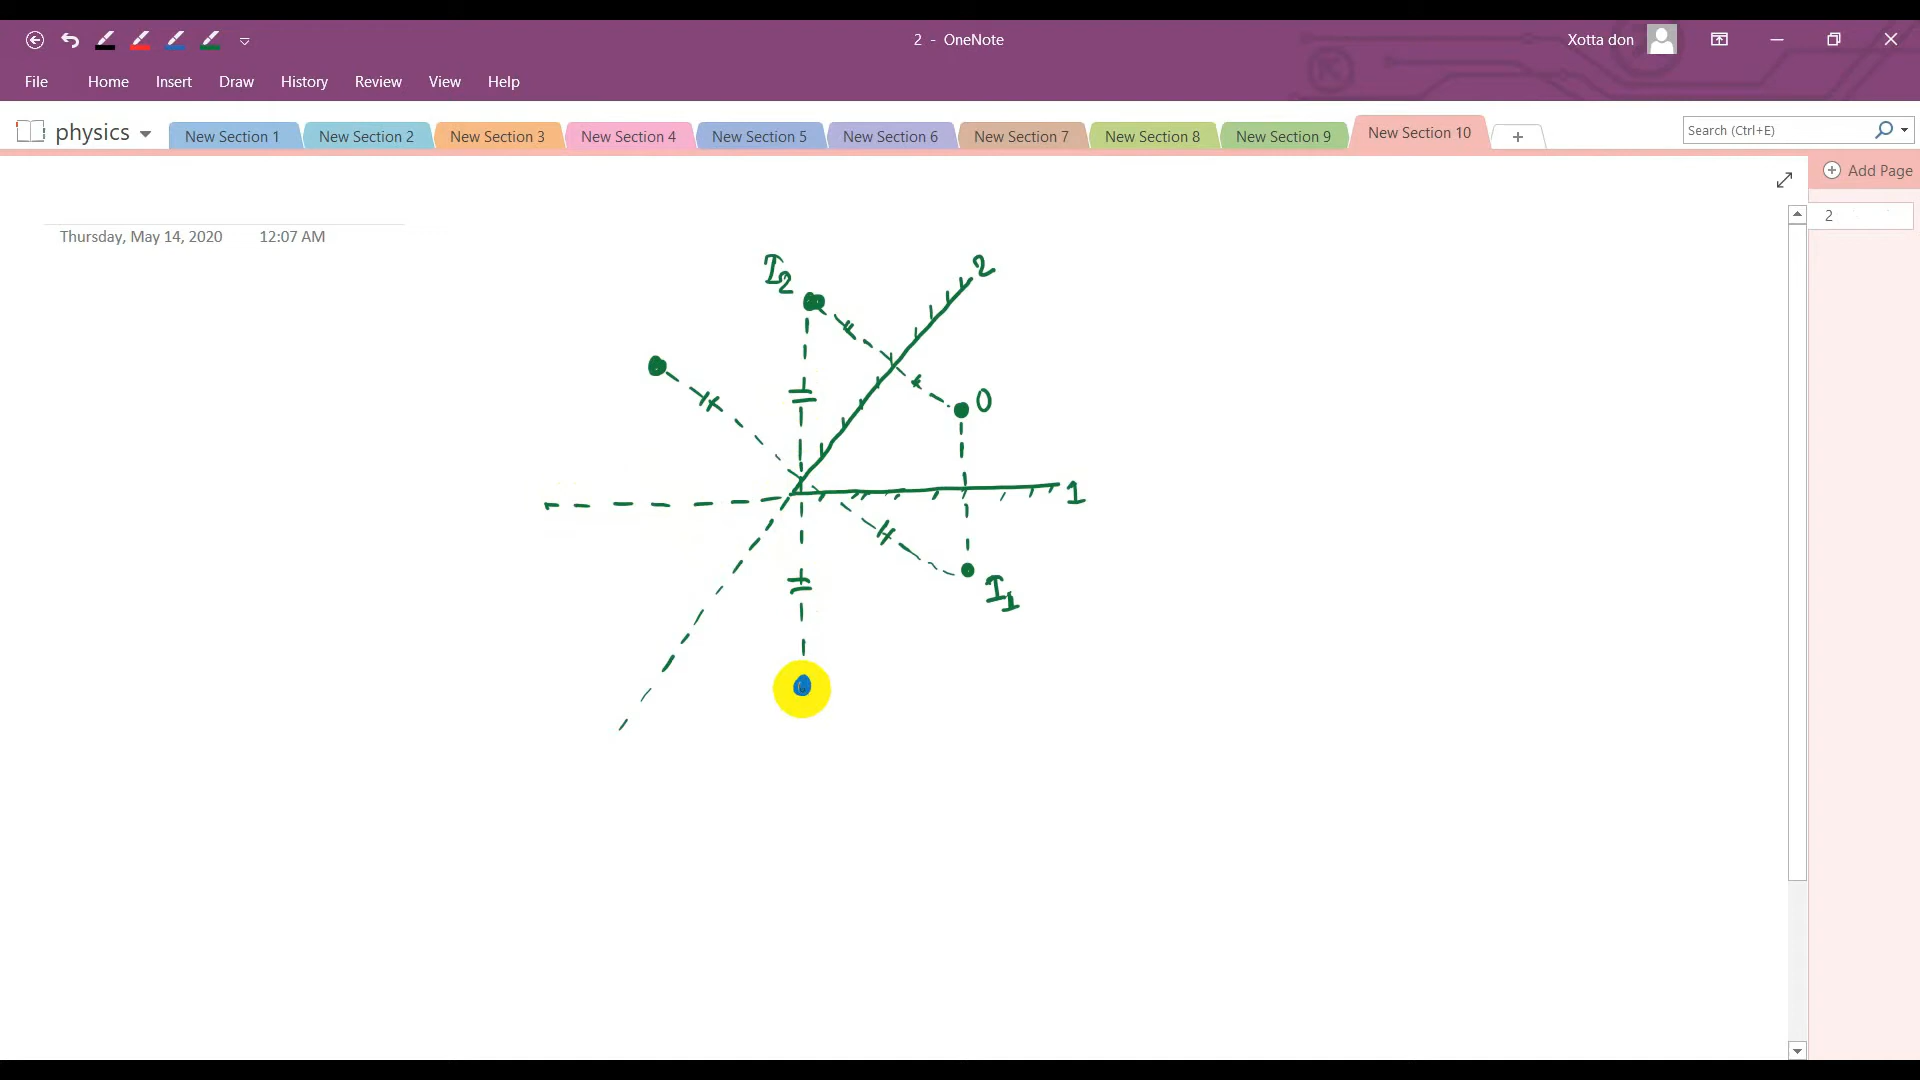 2 - OneNote
Xotta don
File Home Insert Draw History Review View Help
physics New Section 1 New Section 2 New Section 3 New Section 4 New Section 5 New Section 6 New Section 7 New Section 8 New Section 9 New Section 10 + Search (Ctrl+E)
Add Page
2
Thursday, May 14, 2020 12:07 AM
I2
2
O
1
I1